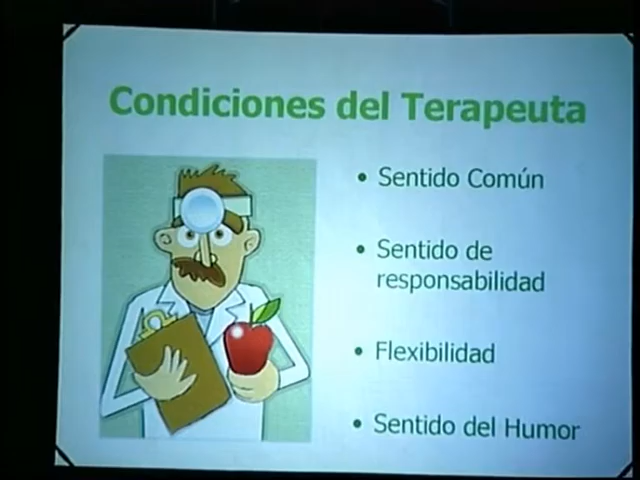 Condiciones del Terapeuta
• Sentido Común
• Sentido de
responsabilidad
• Flexibilidad
• Sentido del Humor